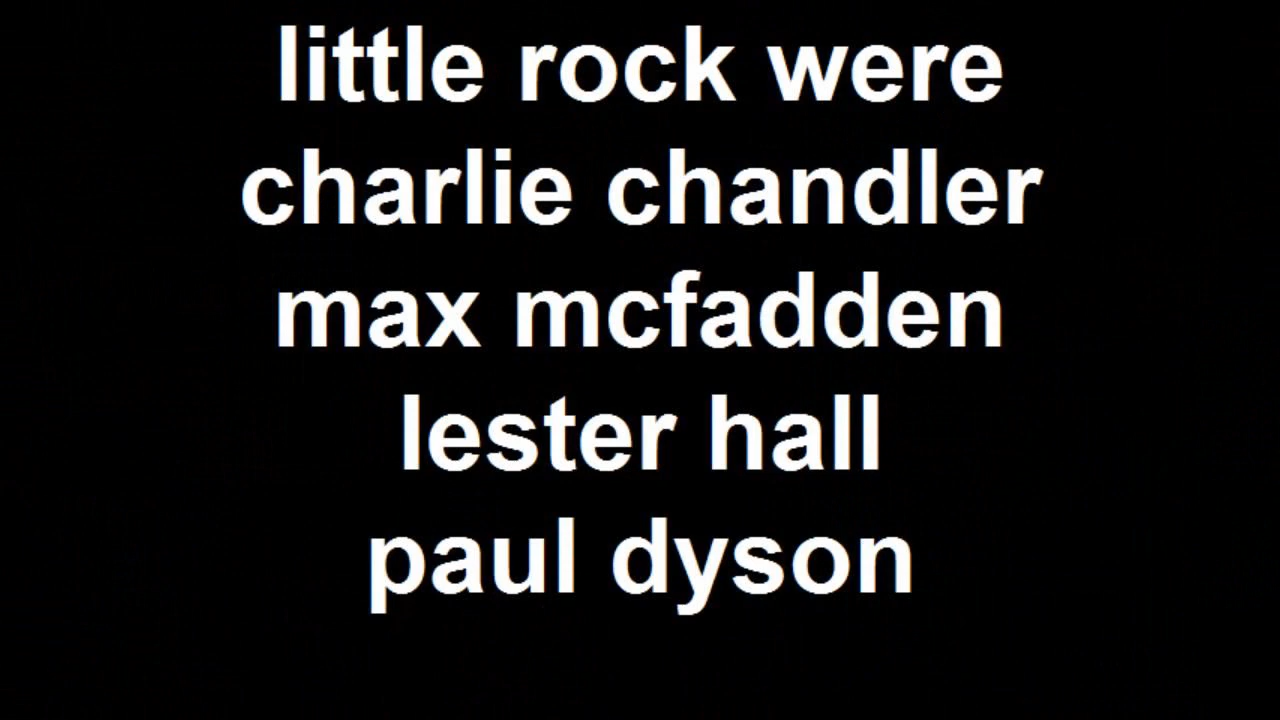 little rock were
charlie chandler
max mcfadden
lester hall
paul dyson